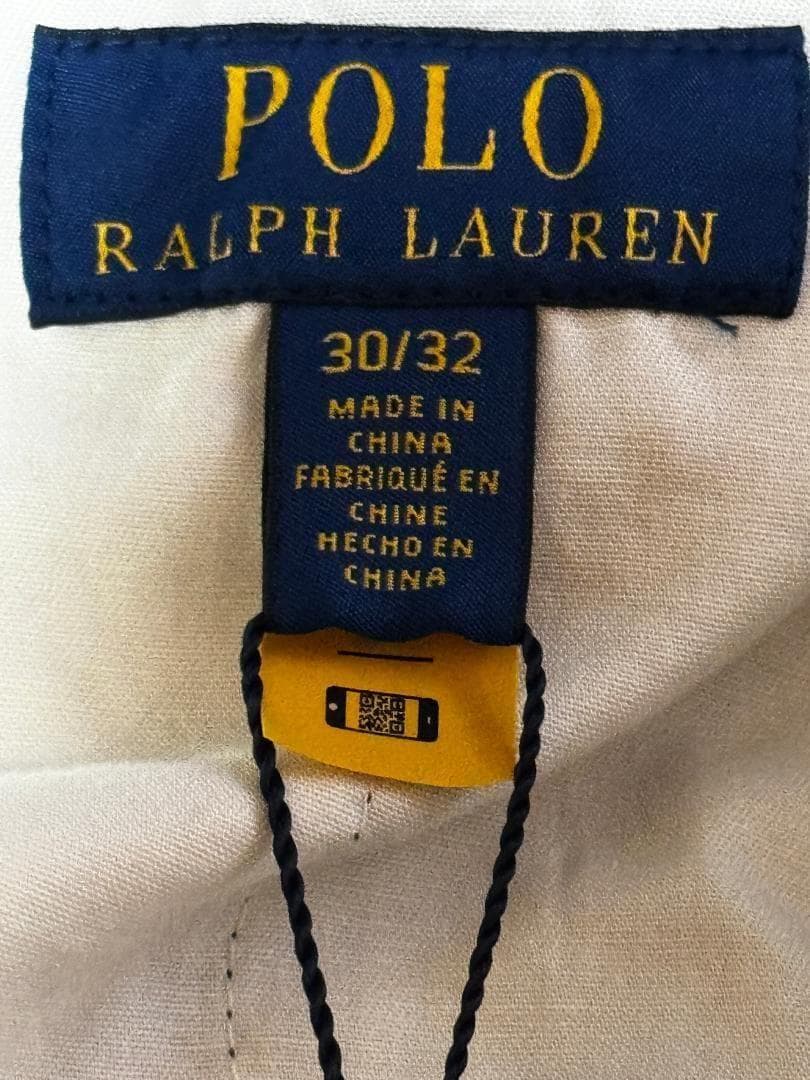 POLO
RALPH LAUREN
30/32
MADE IN
CHINA
FABRIQUÉ EN
CHINE
HECHO EN
CHINA